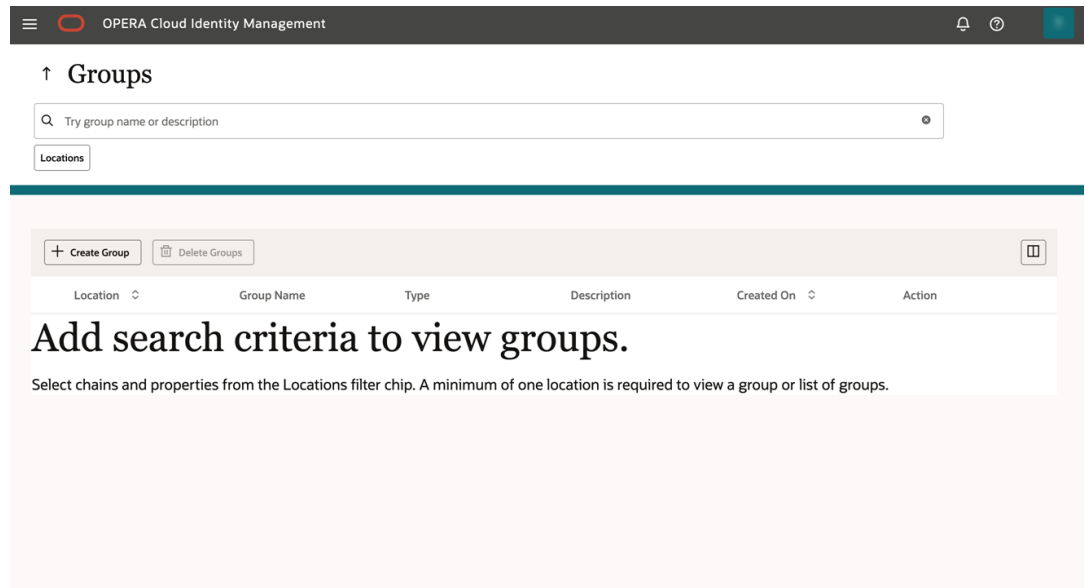 OPERA Cloud Identity Management
Groups
Try group name or description
Locations
Create Group Delete Groups
Location Group Name Type Description Created On Action
Add search criteria to view groups.
Select chains and properties from the Locations filter chip. A minimum of one location is required to view a group or list of groups.